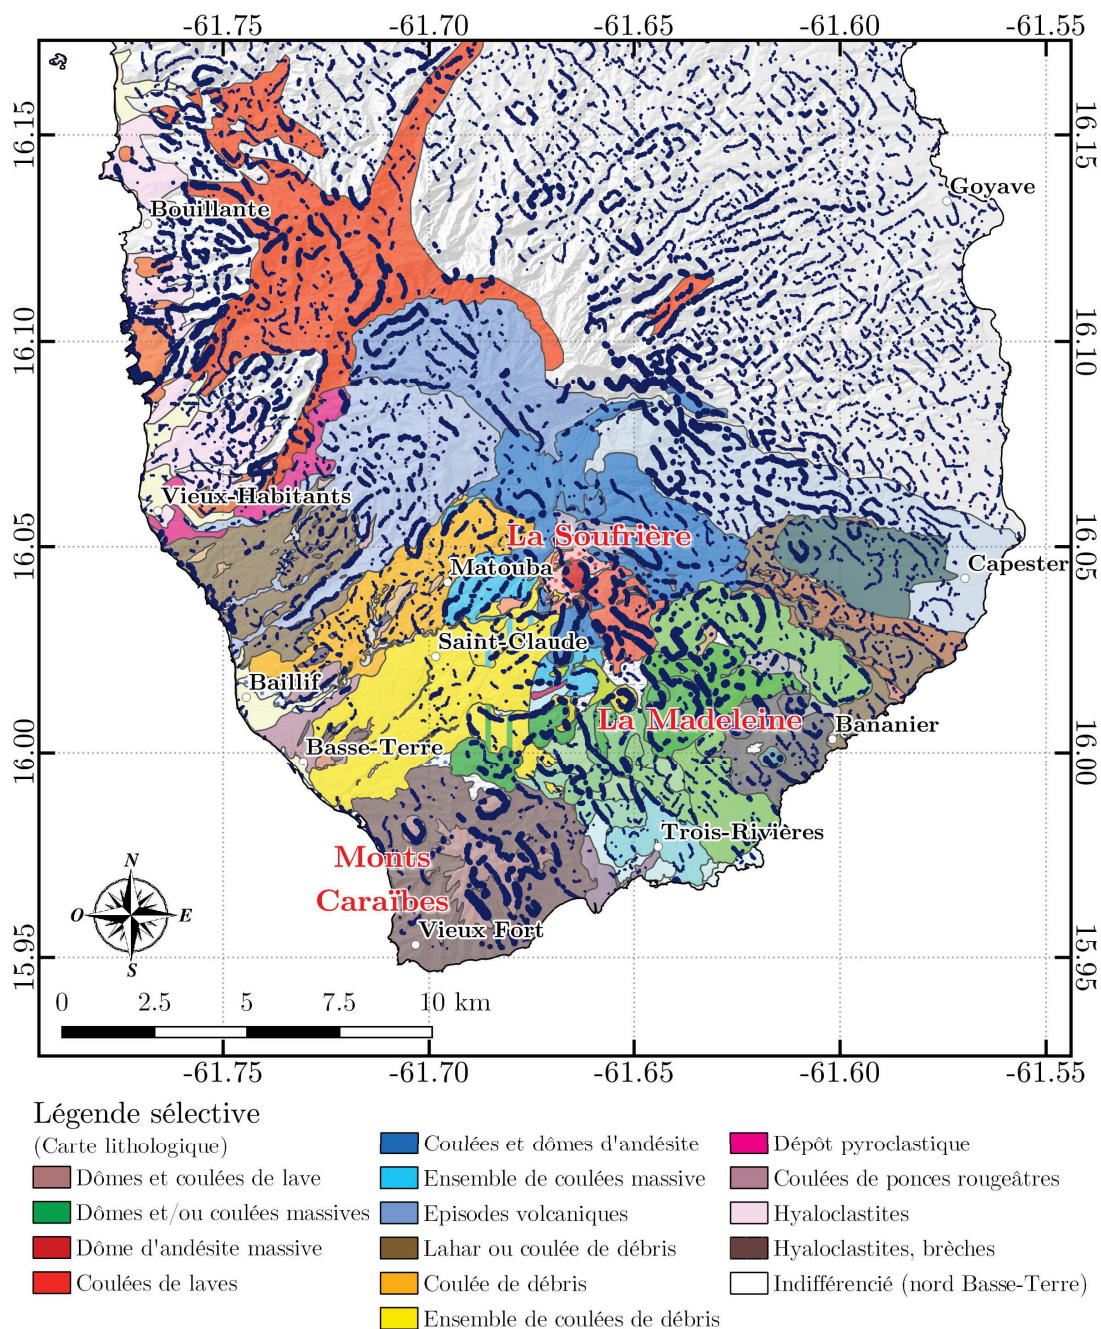 -61.75 -61.70 -61.65 -61.60 -61.55
16.15
16.15
Goyave
Bouillante
16.10
16.10
Vieux-Habitants
La Soufrière
16.05
16.05
Matouba
Capester
Saint-Claude
Baillif
La Madeleine
Bananier
Basse-Terre
16.00
16.00
Trois-Rivières
Monts
Caraïbes
N
O E
S
Vieux Fort
15.95
15.95
0 2.5 5 7.5 10 km
-61.75 -61.70 -61.65 -61.60 -61.55
Légende sélective
(Carte lithologique)
Dômes et coulées de lave
Dômes et/ou coulées massives
Dôme d'andésite massive
Coulées de laves
Coulées et dômes d'andésite
Ensemble de coulées massive
Episodes volcaniques
Lahar ou coulée de débris
Coulée de débris
Ensemble de coulées de débris
Dépôt pyroclastique
Coulées de ponces rougeâtres
Hyaloclastites
Hyaloclastites, brèches
Indifférencié (nord Basse-Terre)